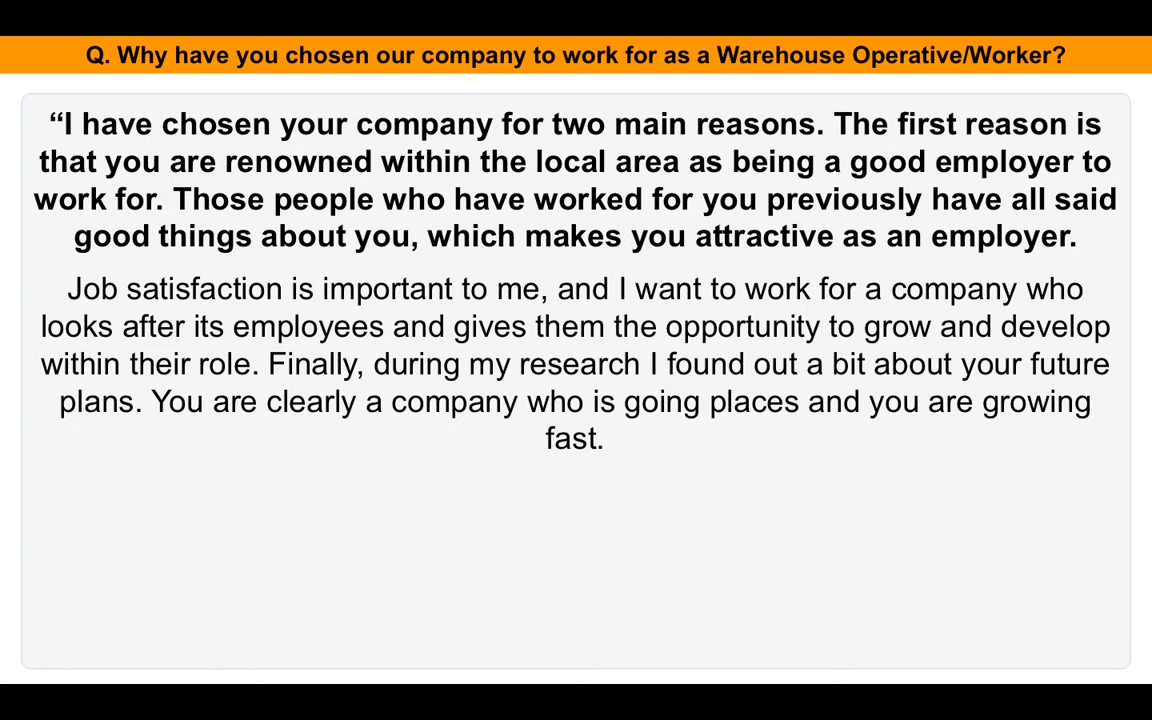 Q. Why have you chosen our company to work for as a Warehouse Operative/Worker?
“I have chosen your company for two main reasons. The first reason is
that you are renowned within the local area as being a good employer to
work for. Those people who have worked for you previously have all said
good things about you, which makes you attractive as an employer.
Job satisfaction is important to me, and I want to work for a company who
looks after its employees and gives them the opportunity to grow and develop
within their role. Finally, during my research I found out a bit about your future
plans. You are clearly a company who is going places and you are growing
fast.